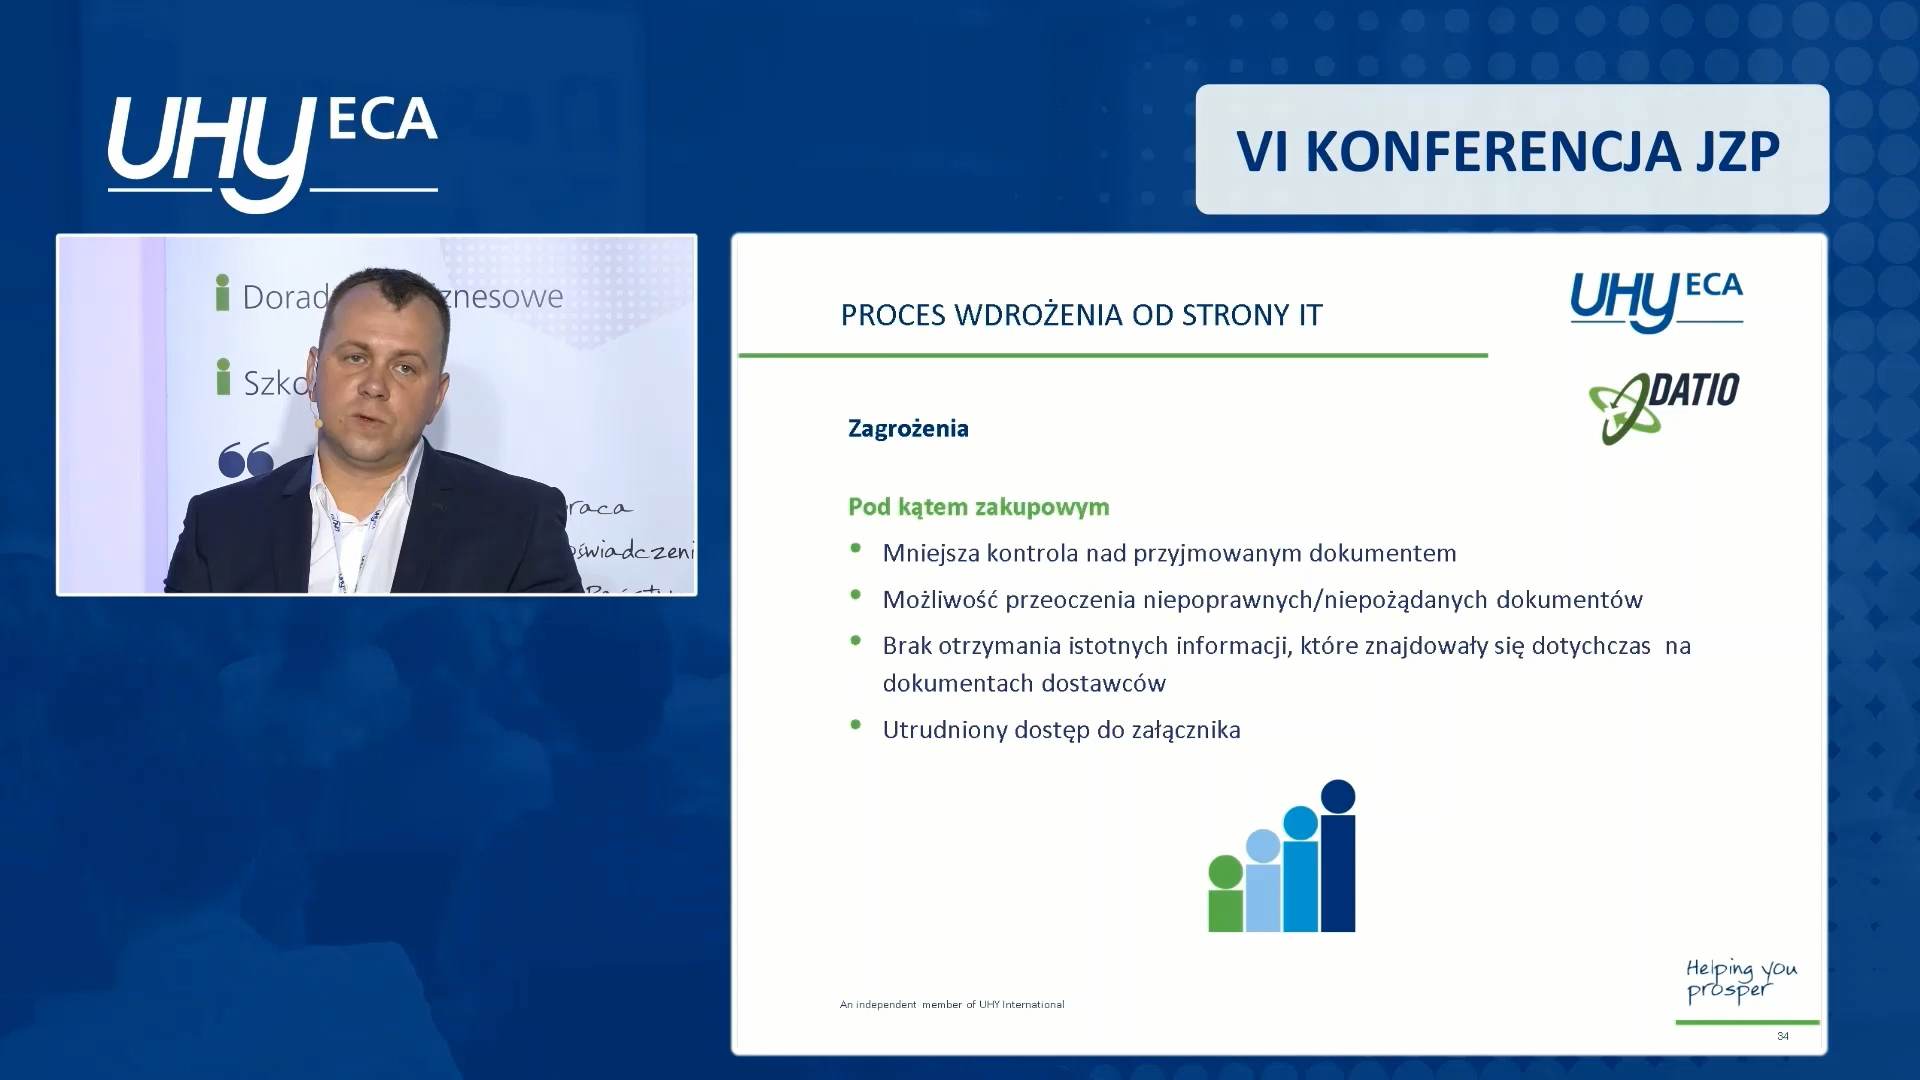 UHY ECA
VI KONFERENCJA JZP
Dorad znesowe
Szko
raca
oświadczeni
PROCES WDROŻENIA OD STRONY IT
UHY ECA
DATIO
Zagrożenia
Pod kątem zakupowym
Mniejsza kontrola nad przyjmowanym dokumentem
Możliwość przeoczenia niepoprawnych/niepożądanych dokumentów
Brak otrzymania istotnych informacji, które znajdowały się dotychczas na
dokumentach dostawców
Utrudniony dostęp do załącznika
Helping you
prosper
An independent member of UHY International
34